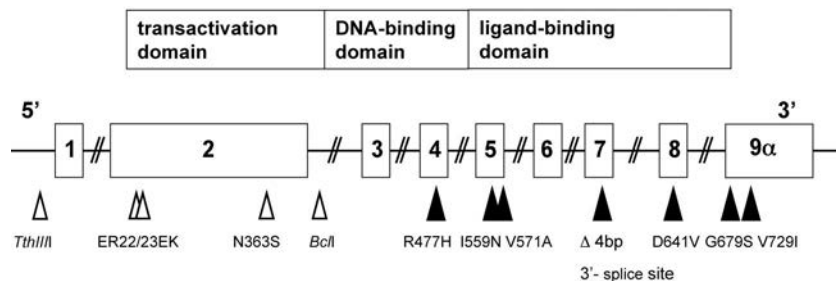 transactivation domain
DNA-binding domain
ligand-binding domain
5’ 3’
1 2 3 4 5 6 7 8 9α
TthIIII ER22/23EK N363S BclI R477H I559N V571A Δ 4bp D641V G679S V729I
3’- splice site